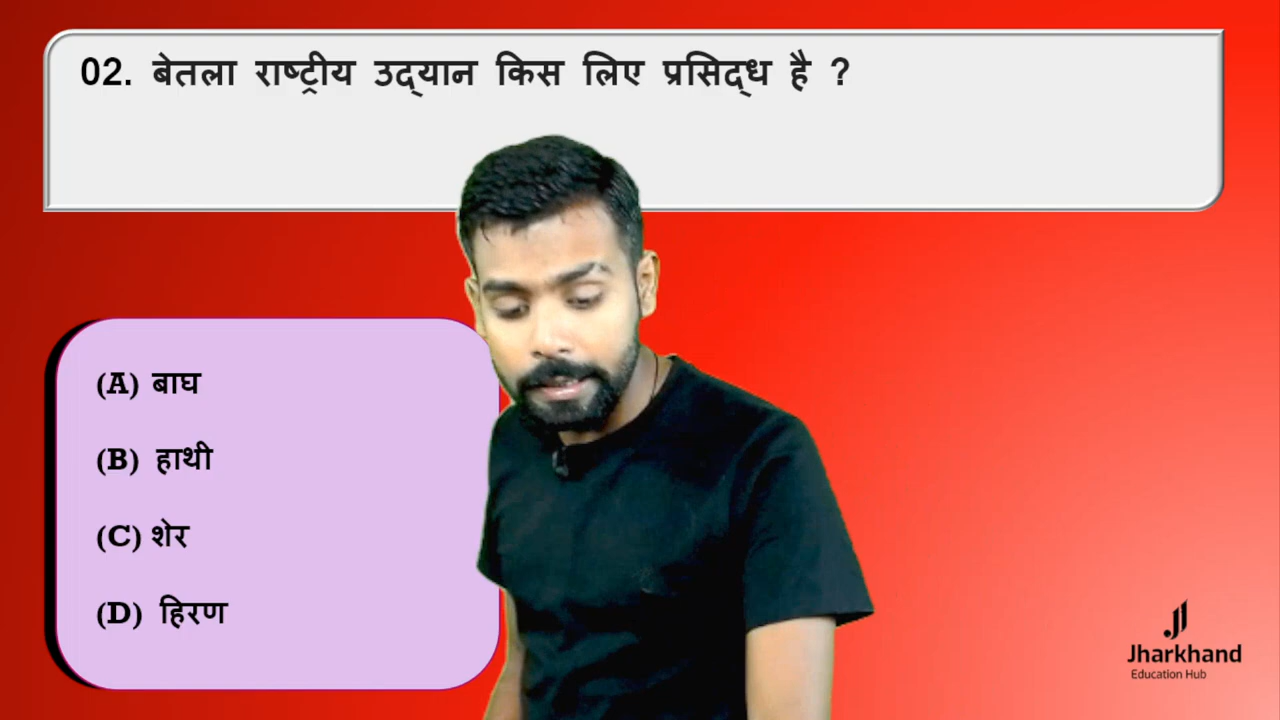 02. बेतला राष्ट्रीय उद्यान किस लिए प्रसिद्ध है ?
(A) बाघ
(B) हाथी
(C) शेर
(D) हिरण
Jharkhand
Education Hub